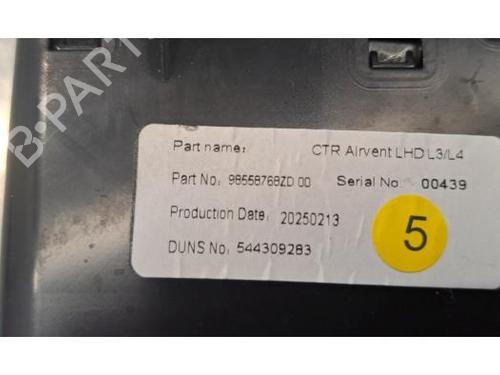 B-PARTS
Part name: CTR Airvent LHD L3/L4
Part No: 98558768ZD 00 Serial No: 00439
Production Date: 20250213
5
DUNS No: 544309283